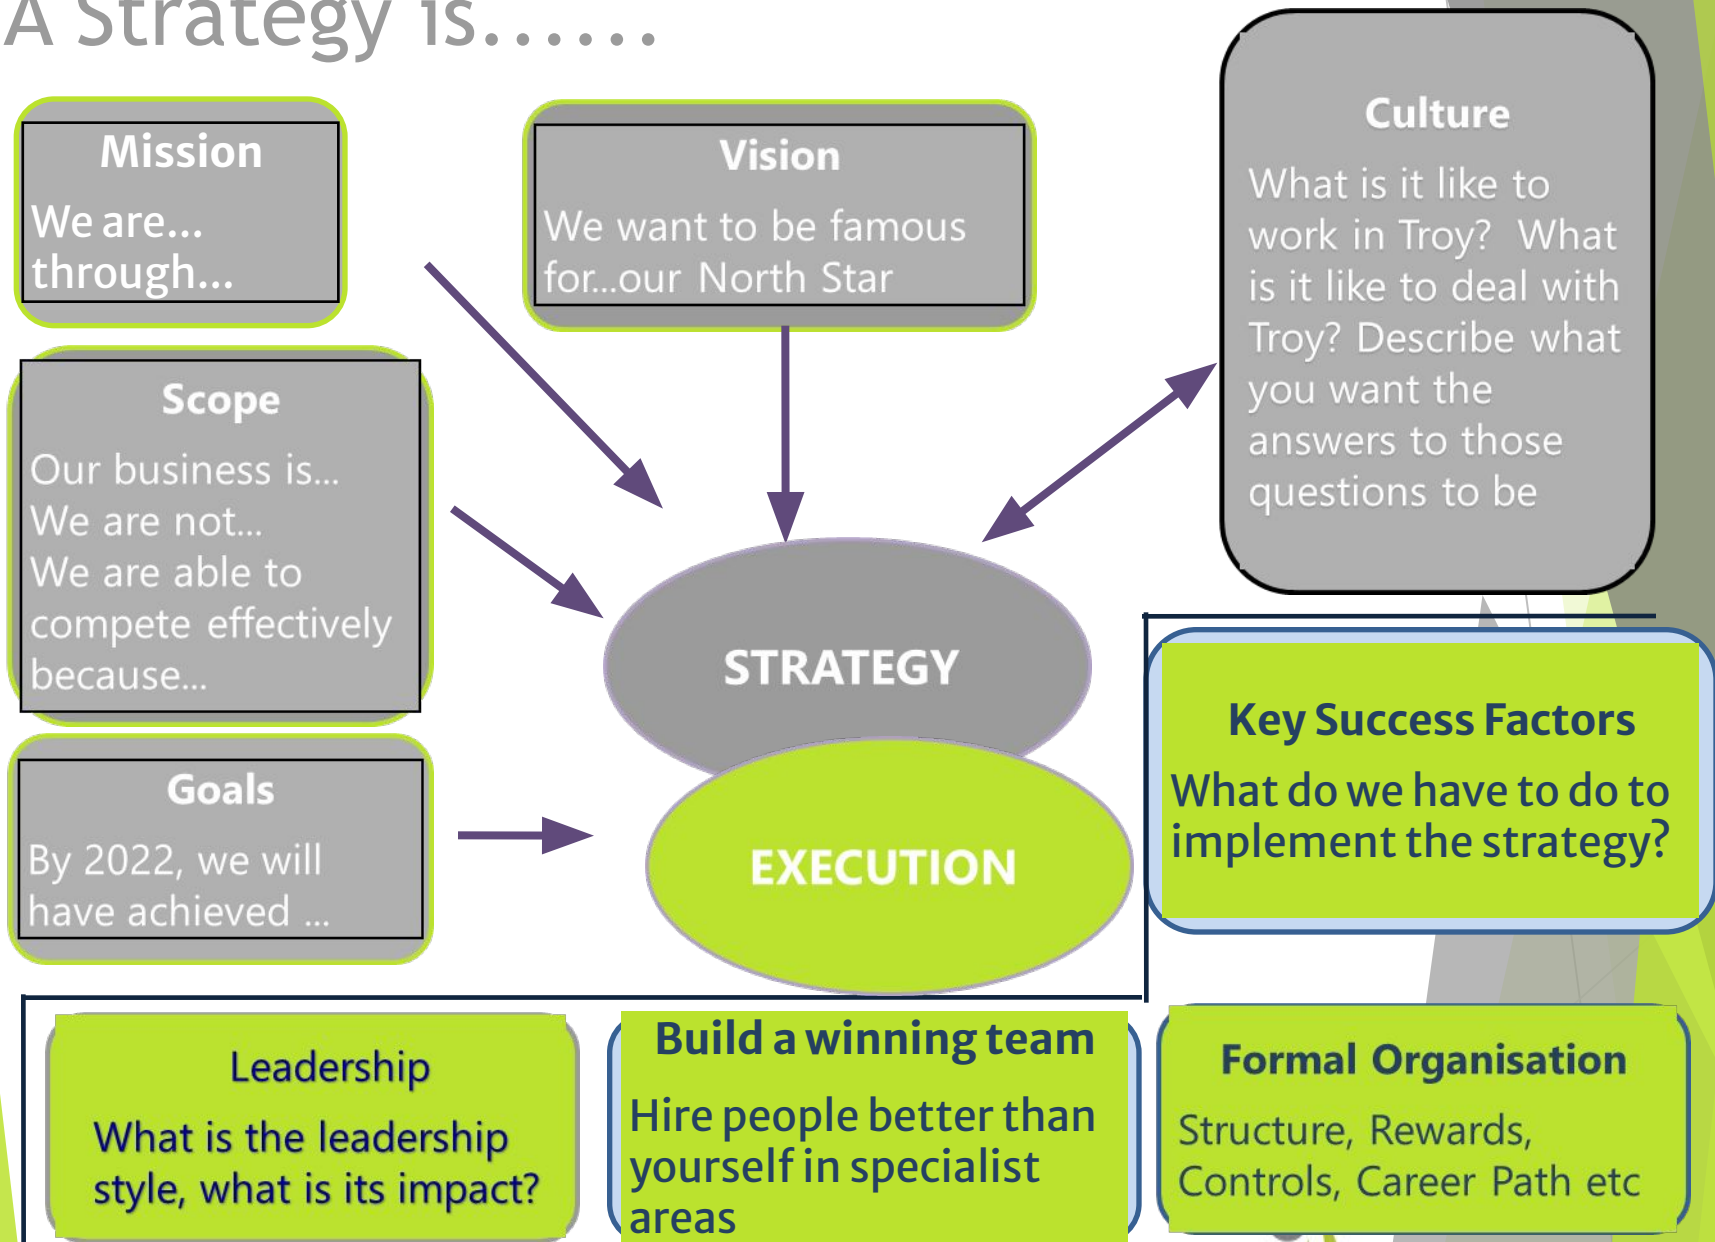 A Strategy is......
Mission
We are...
through...
Vision
We want to be famous
for...our North Star
Culture
What is it like to
work in Troy? What
is it like to deal with
Troy? Describe what
you want the
answers to those
questions to be
Scope
Our business is...
We are not...
We are able to
compete effectively
because...
Goals
By 2022, we will
have achieved ...
STRATEGY
EXECUTION
Key Success Factors
What do we have to do to
implement the strategy?
Leadership
What is the leadership
style, what is its impact?
Build a winning team
Hire people better than
yourself in specialist
areas
Formal Organisation
Structure, Rewards,
Controls, Career Path etc